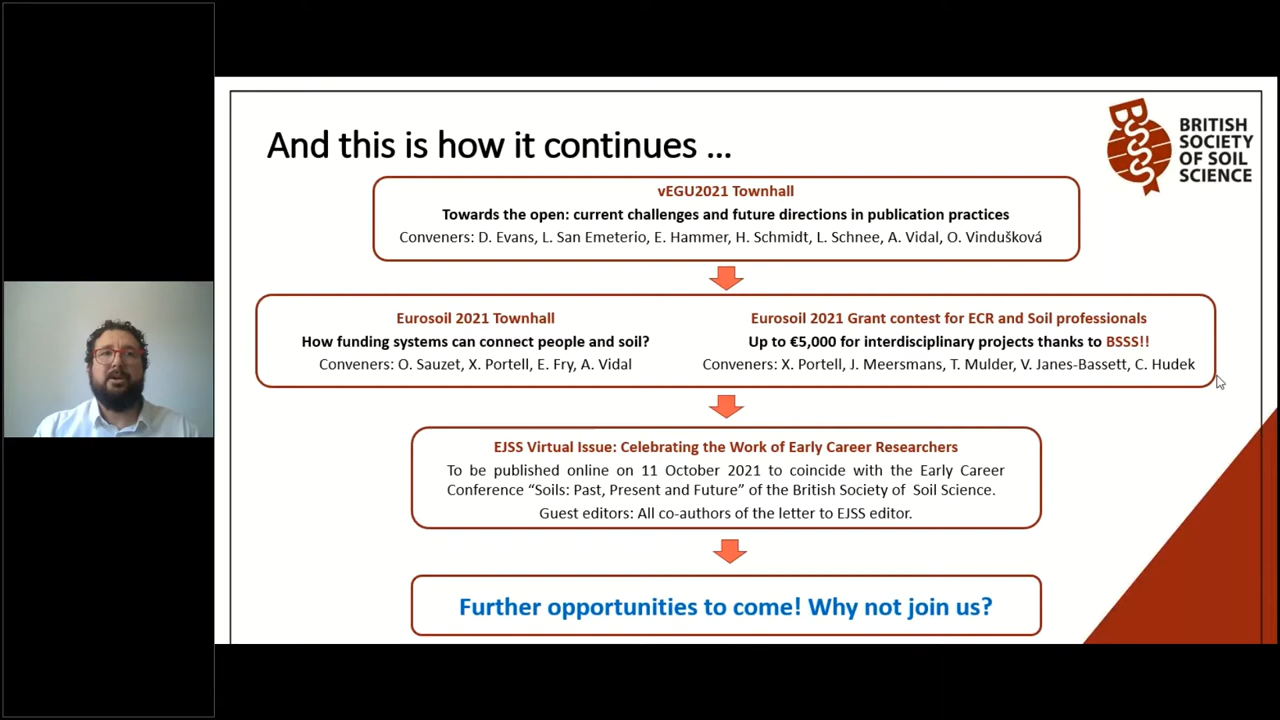 And this is how it continues ...
BSSS
BRITISH
SOCIETY
OF SOIL
SCIENCE
vEGU2021 Townhall
Towards the open: current challenges and future directions in publication practices
Conveners: D. Evans, L. San Emeterio, E. Hammer, H. Schmidt, L. Schnee, A. Vidal, O. Vindušková
Eurosoil 2021 Townhall
How funding systems can connect people and soil?
Conveners: O. Sauzet, X. Portell, E. Fry, A. Vidal
Eurosoil 2021 Grant contest for ECR and Soil professionals
Up to €5,000 for interdisciplinary projects thanks to BSSS!!
Conveners: X. Portell, J. Meersmans, T. Mulder, V. Janes-Bassett, C. Hudek
EJSS Virtual Issue: Celebrating the Work of Early Career Researchers
To be published online on 11 October 2021 to coincide with the Early Career
Conference “Soils: Past, Present and Future” of the British Society of Soil Science.
Guest editors: All co-authors of the letter to EJSS editor.
Further opportunities to come! Why not join us?